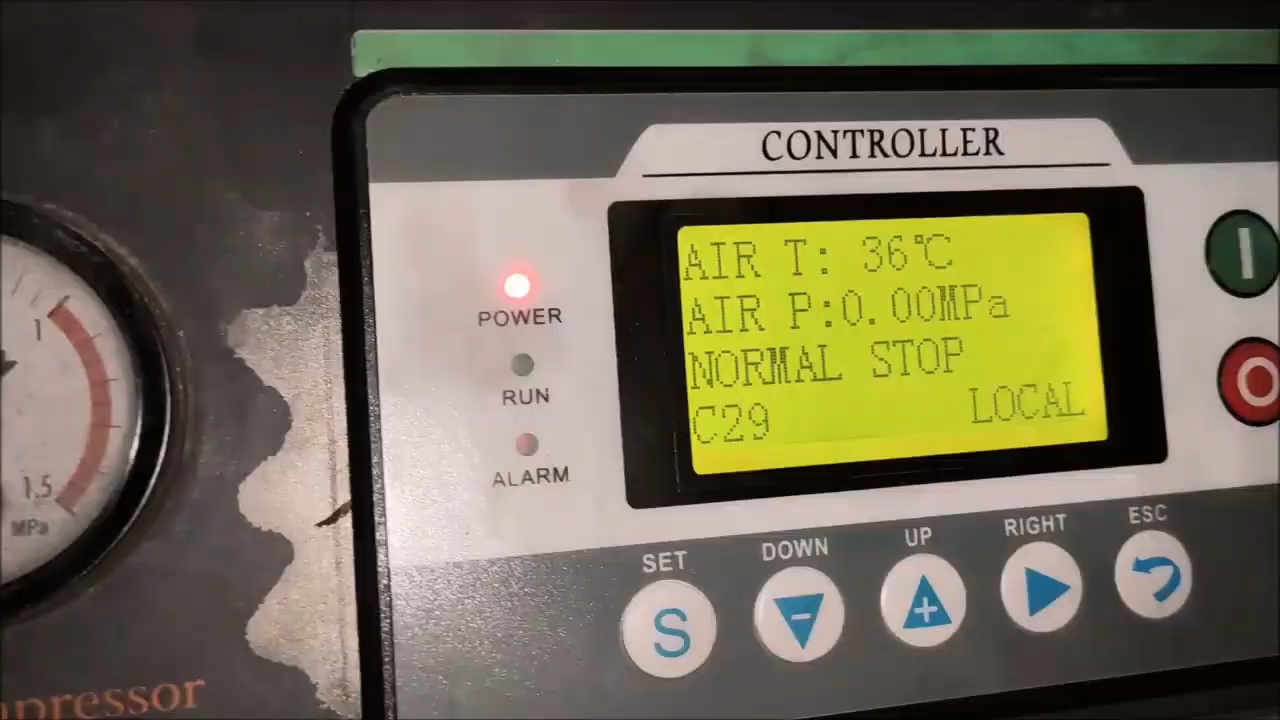 CONTROLLER
AIR T: 36℃
AIR P:0.00MPa
NORMAL STOP
C29 LOCAL
POWER
RUN
ALARM
SET DOWN UP RIGHT ESC
S
1
1.5
MPa